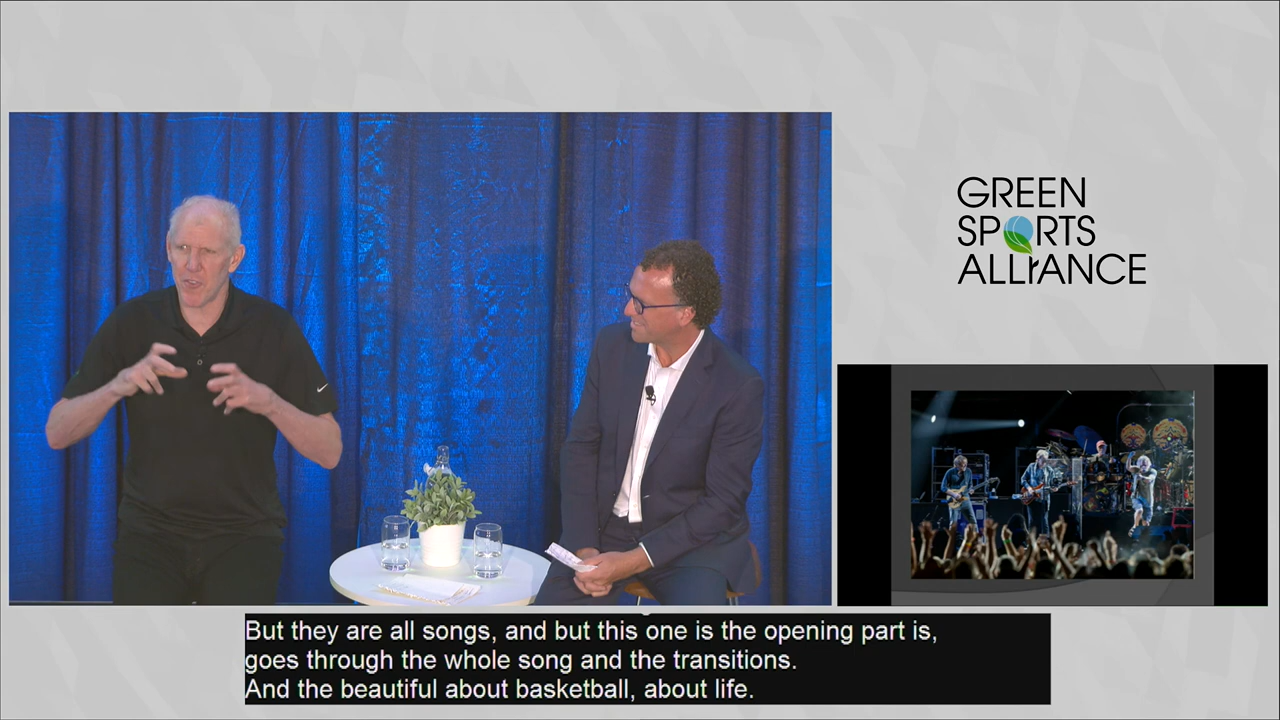 GREEN
SPORTS
ALLIANCE
But they are all songs, and but this one is the opening part is,
goes through the whole song and the transitions.
And the beautiful about basketball, about life.